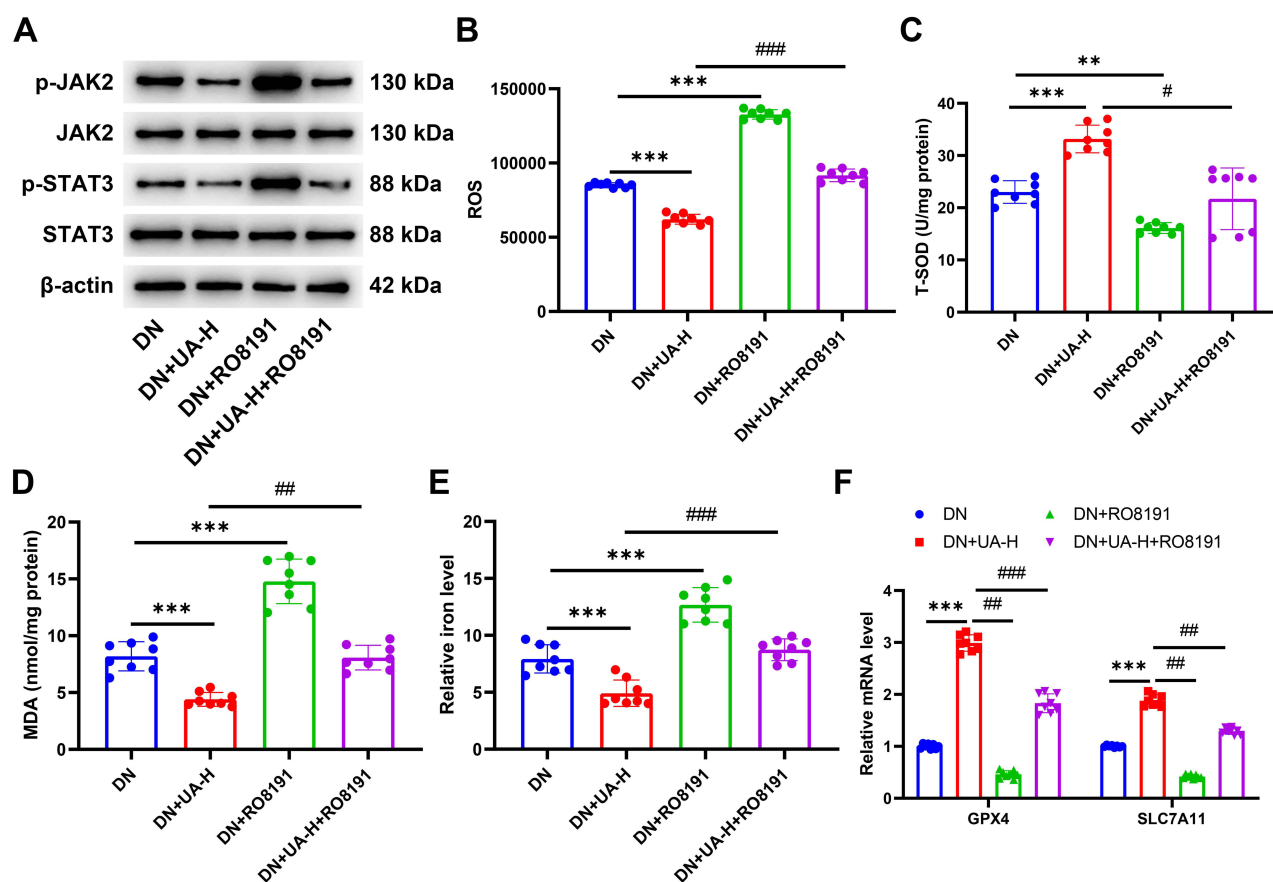 A
p-JAK2 130 kDa
JAK2 130 kDa
p-STAT3 88 kDa
STAT3 88 kDa
β-actin 42 kDa
DN
DN+UA-H
DN+RO8191
DN+UA-H+RO8191
B
###
***
***
150000
100000
50000
0
ROS
DN
DN+UA-H
DN+RO8191
DN+UA-H+RO8191
C
**
***
#
40
30
20
10
0
T-SOD (U/mg protein)
DN
DN+UA-H
DN+RO8191
DN+UA-H+RO8191
D
##
***
***
20
15
10
5
0
MDA (nmol/mg protein)
DN
DN+UA-H
DN+RO8191
DN+UA-H+RO8191
E
###
***
***
20
15
10
5
0
Relative iron level
DN
DN+UA-H
DN+RO8191
DN+UA-H+RO8191
F
DN
DN+UA-H
DN+RO8191
DN+UA-H+RO8191
###
*** ##
##
*** ##
4
3
2
1
0
Relative mRNA level
GPX4 SLC7A11